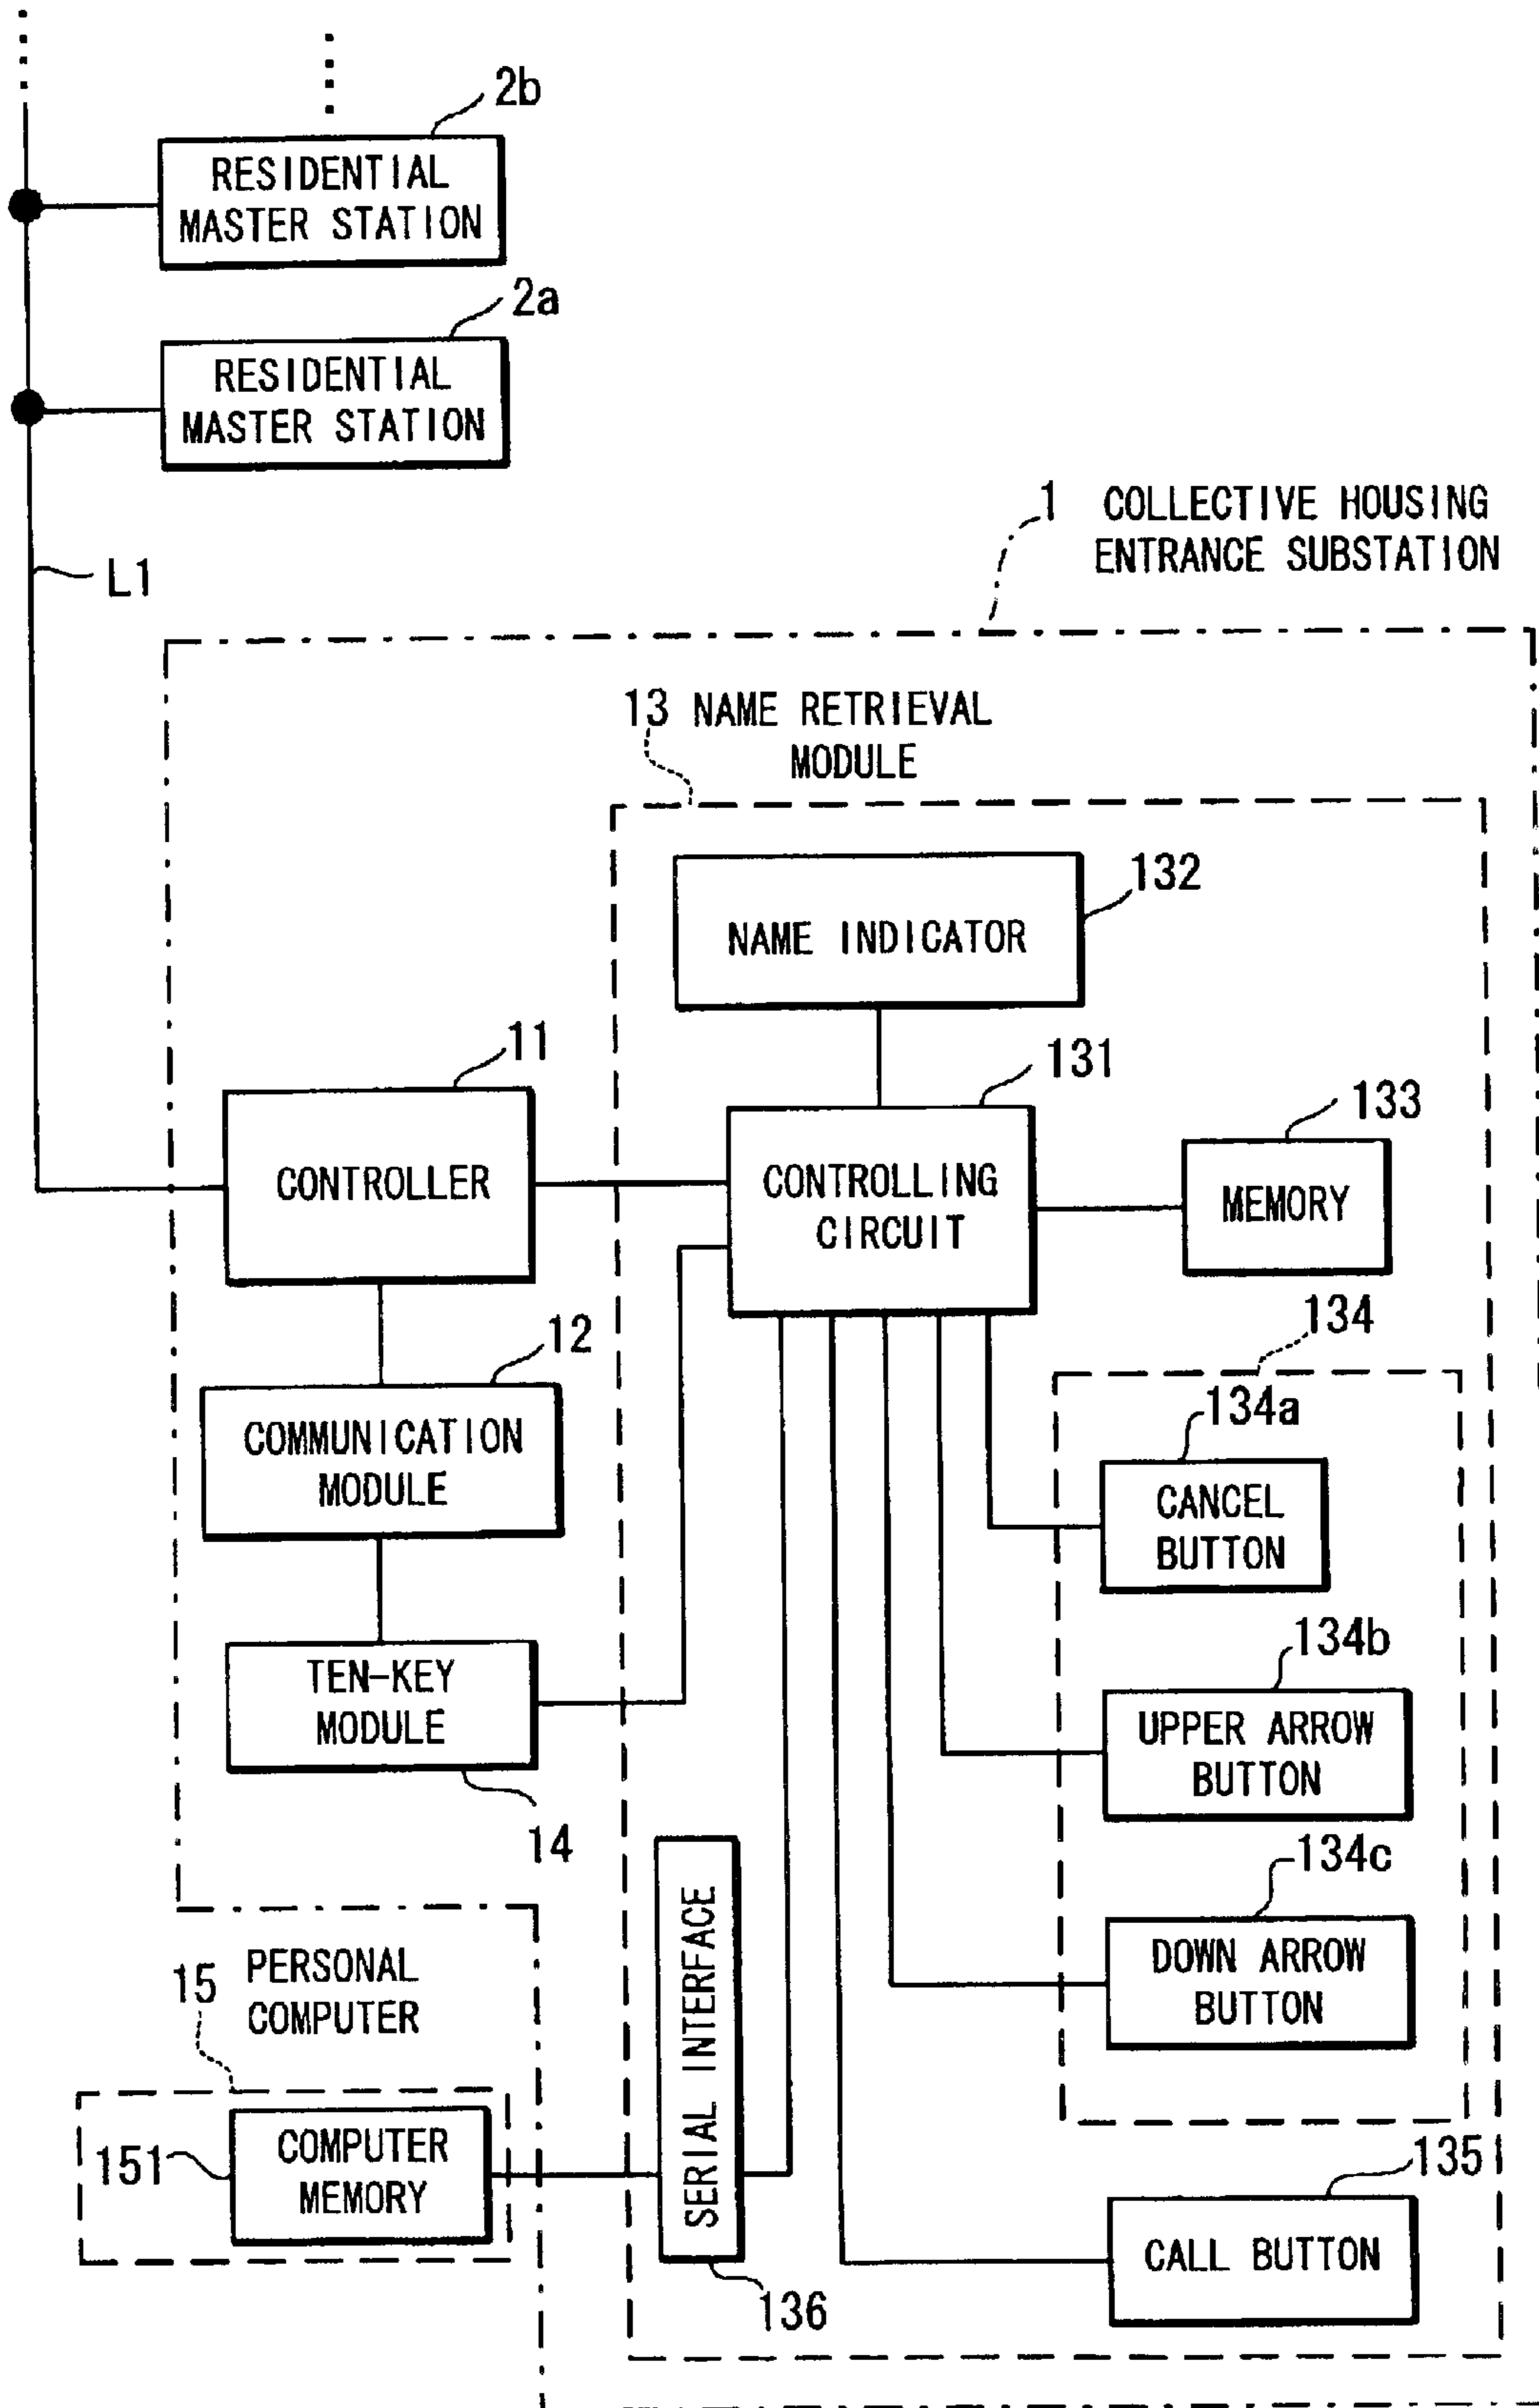 2b
RESIDENTIAL
MASTER STATION
2a
RESIDENTIAL
MASTER STATION
1 COLLECTIVE HOUSING
ENTRANCE SUBSTATION
L1
13 NAME RETRIEVAL
MODULE
132
NAME INDICATOR
11
131
133
CONTROLLER
CONTROLLING
CIRCUIT
MEMORY
134
12
134a
COMMUNICATION
MODULE
CANCEL
BUTTON
134b
TEN-KEY
MODULE
UPPER ARROW
BUTTON
14
134c
SERIAL INTERFACE
DOWN ARROW
BUTTON
15 PERSONAL
COMPUTER
151
COMPUTER
MEMORY
135
CALL BUTTON
136